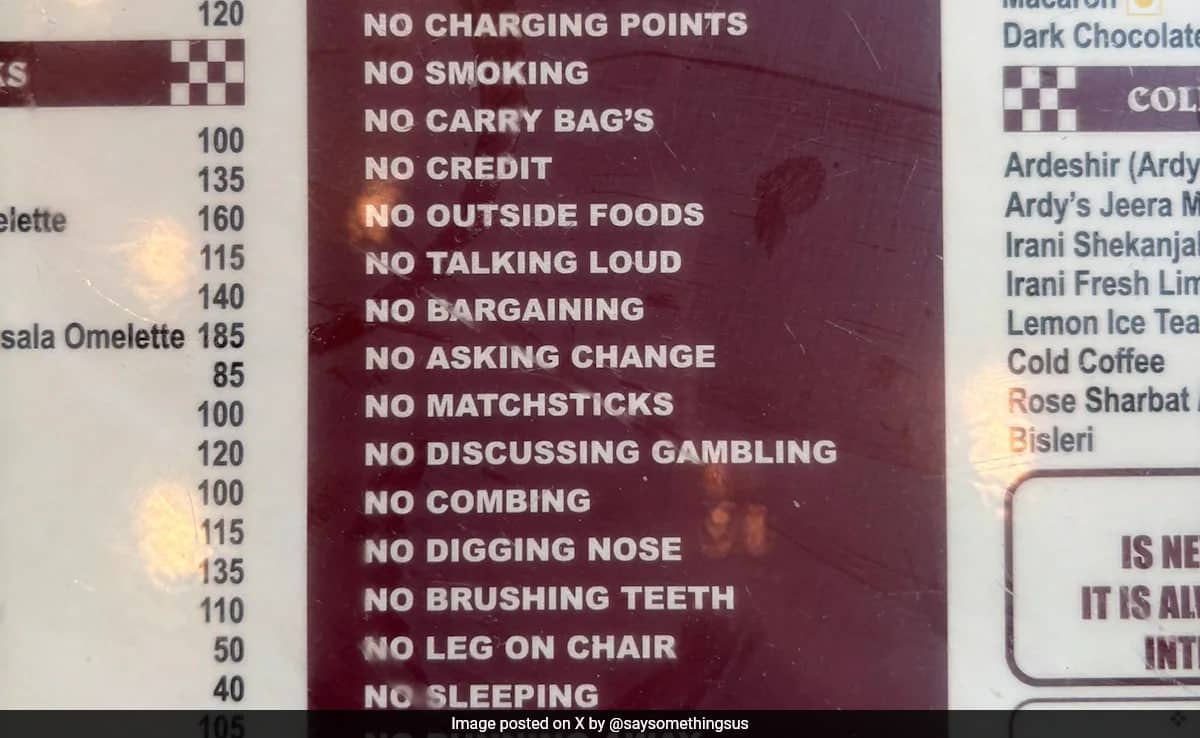 120
KS
100
135
elette 160
115
140
sala Omelette 185
85
100
120
100
115
135
110
50
40
105
NO CHARGING POINTS
NO SMOKING
NO CARRY BAG'S
NO CREDIT
NO OUTSIDE FOODS
NO TALKING LOUD
NO BARGAINING
NO ASKING CHANGE
NO MATCHSTICKS
NO DISCUSSING GAMBLING
NO COMBING
NO DIGGING NOSE
NO BRUSHING TEETH
NO LEG ON CHAIR
NO SLEEPING
Macaron
Dark Chocolate
COL
Ardeshir (Ardy
Ardy's Jeera M
Irani Shekanja
Irani Fresh Lim
Lemon Ice Tea
Cold Coffee
Rose Sharbat
Bisleri
IS NE
IT IS AL
INT
Image posted on X by @saysomethingsus